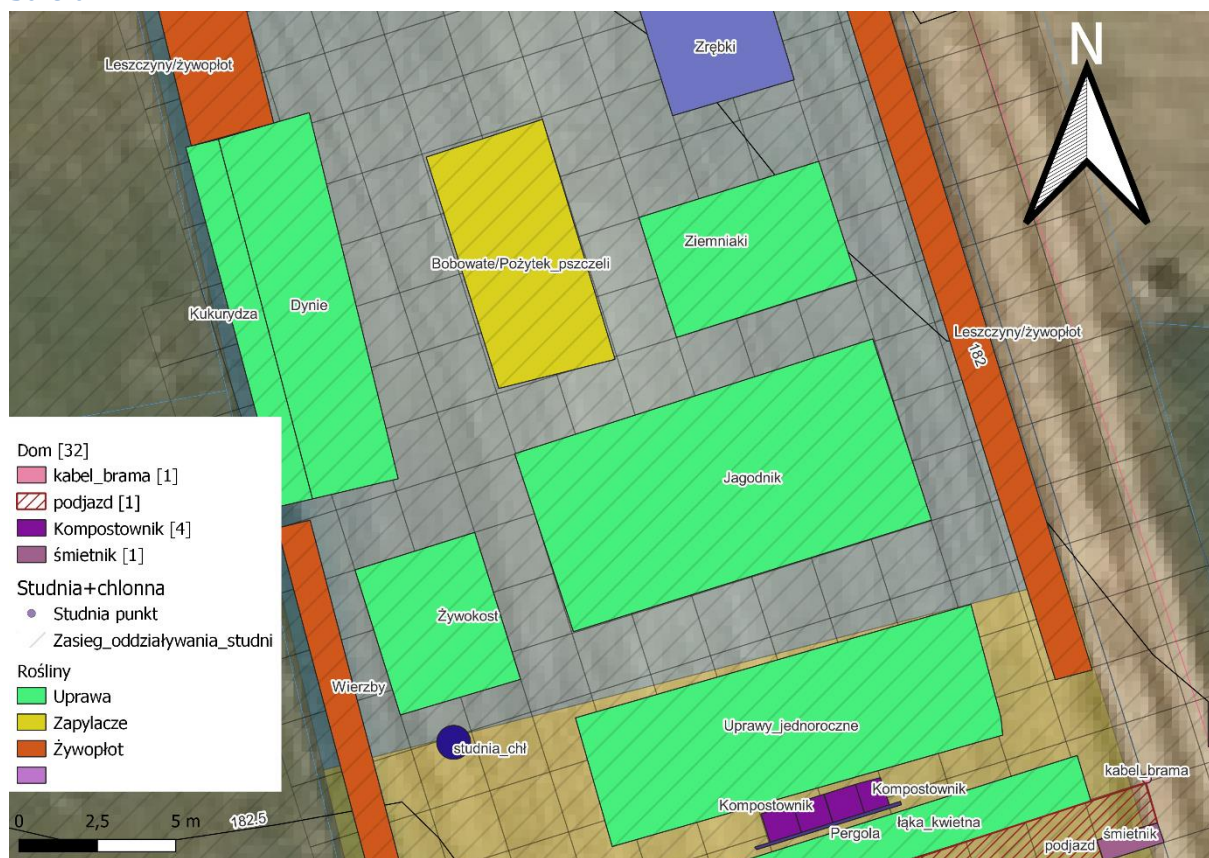 Zrębki
N
Leszczyny/żywopłot
Ziemniaki
Bobowate/Pożytek_pszczeli
Dynie
Kukurydza
Leszczyny/żywopłot
182
Jagodnik
Żywokost
Wierzby
Uprawy_jednoroczne
studnia_chł
kabel_brama
Kompostownik
Kompostownik
łąka_kwietna
Pergola
śmietnik
podjazd
Dom [32]
kabel_brama [1]
podjazd [1]
Kompostownik [4]
śmietnik [1]
Studnia+chlonna
Studnia punkt
Zasieg_oddziaływania_studni
Rośliny
Uprawa
Zapylacze
Żywopłot
0 2,5 5 m
182.5